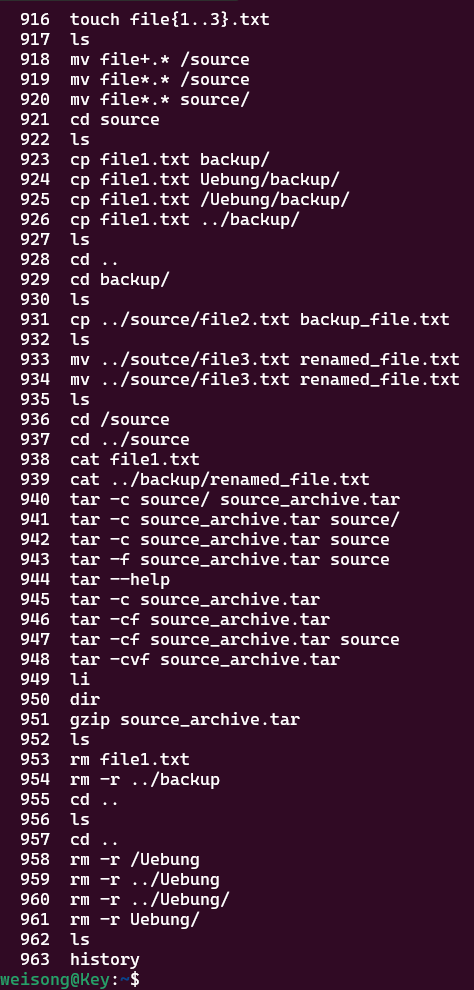 916  touch file{1..3}.txt
917  ls
918  mv file+.* /source
919  mv file*.* /source
920  mv file*.* source/
921  cd source
922  ls
923  cp file1.txt backup/
924  cp file1.txt Uebung/backup/
925  cp file1.txt /Uebung/backup/
926  cp file1.txt ../backup/
927  ls
928  cd ..
929  cd backup/
930  ls
931  cp ../source/file2.txt backup_file.txt
932  ls
933  mv ../soutce/file3.txt renamed_file.txt
934  mv ../source/file3.txt renamed_file.txt
935  ls
936  cd /source
937  cd ../source
938  cat file1.txt
939  cat ../backup/renamed_file.txt
940  tar -c source/ source_archive.tar
941  tar -c source_archive.tar source/
942  tar -c source_archive.tar source
943  tar -f source_archive.tar source
944  tar --help
945  tar -c source_archive.tar
946  tar -cf source_archive.tar
947  tar -cf source_archive.tar source
948  tar -cvf source_archive.tar
949  li
950  dir
951  gzip source_archive.tar
952  ls
953  rm file1.txt
954  rm -r ../backup
955  cd ..
956  ls
957  cd ..
958  rm -r /Uebung
959  rm -r ../Uebung
960  rm -r ../Uebung/
961  rm -r Uebung/
962  ls
963  history
weisong@Key:~$